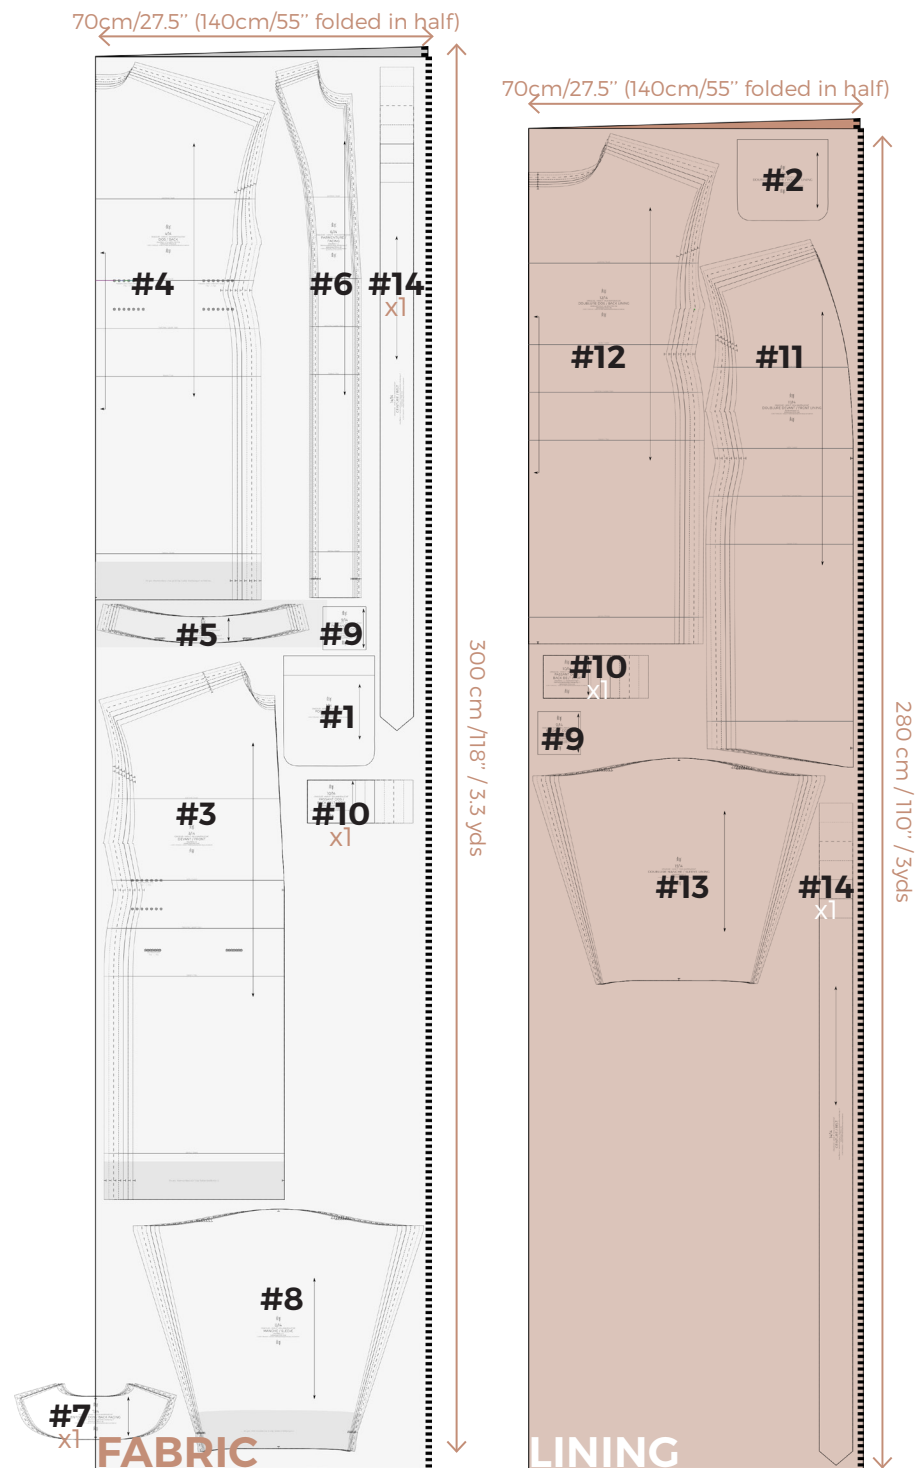 70cm/27.5’’ (140cm/55’’ folded in half)
#4
#6
#14
x1
#5
#9
#1
#3
#10
x1
#8
#7
x1
FABRIC
300 cm /118’’ / 3.3 yds
70cm/27.5’’ (140cm/55’’ folded in half)
#2
#12
#11
#10
x1
#9
#13
#14
x1
LINING
280 cm / 110’’ / 3yds